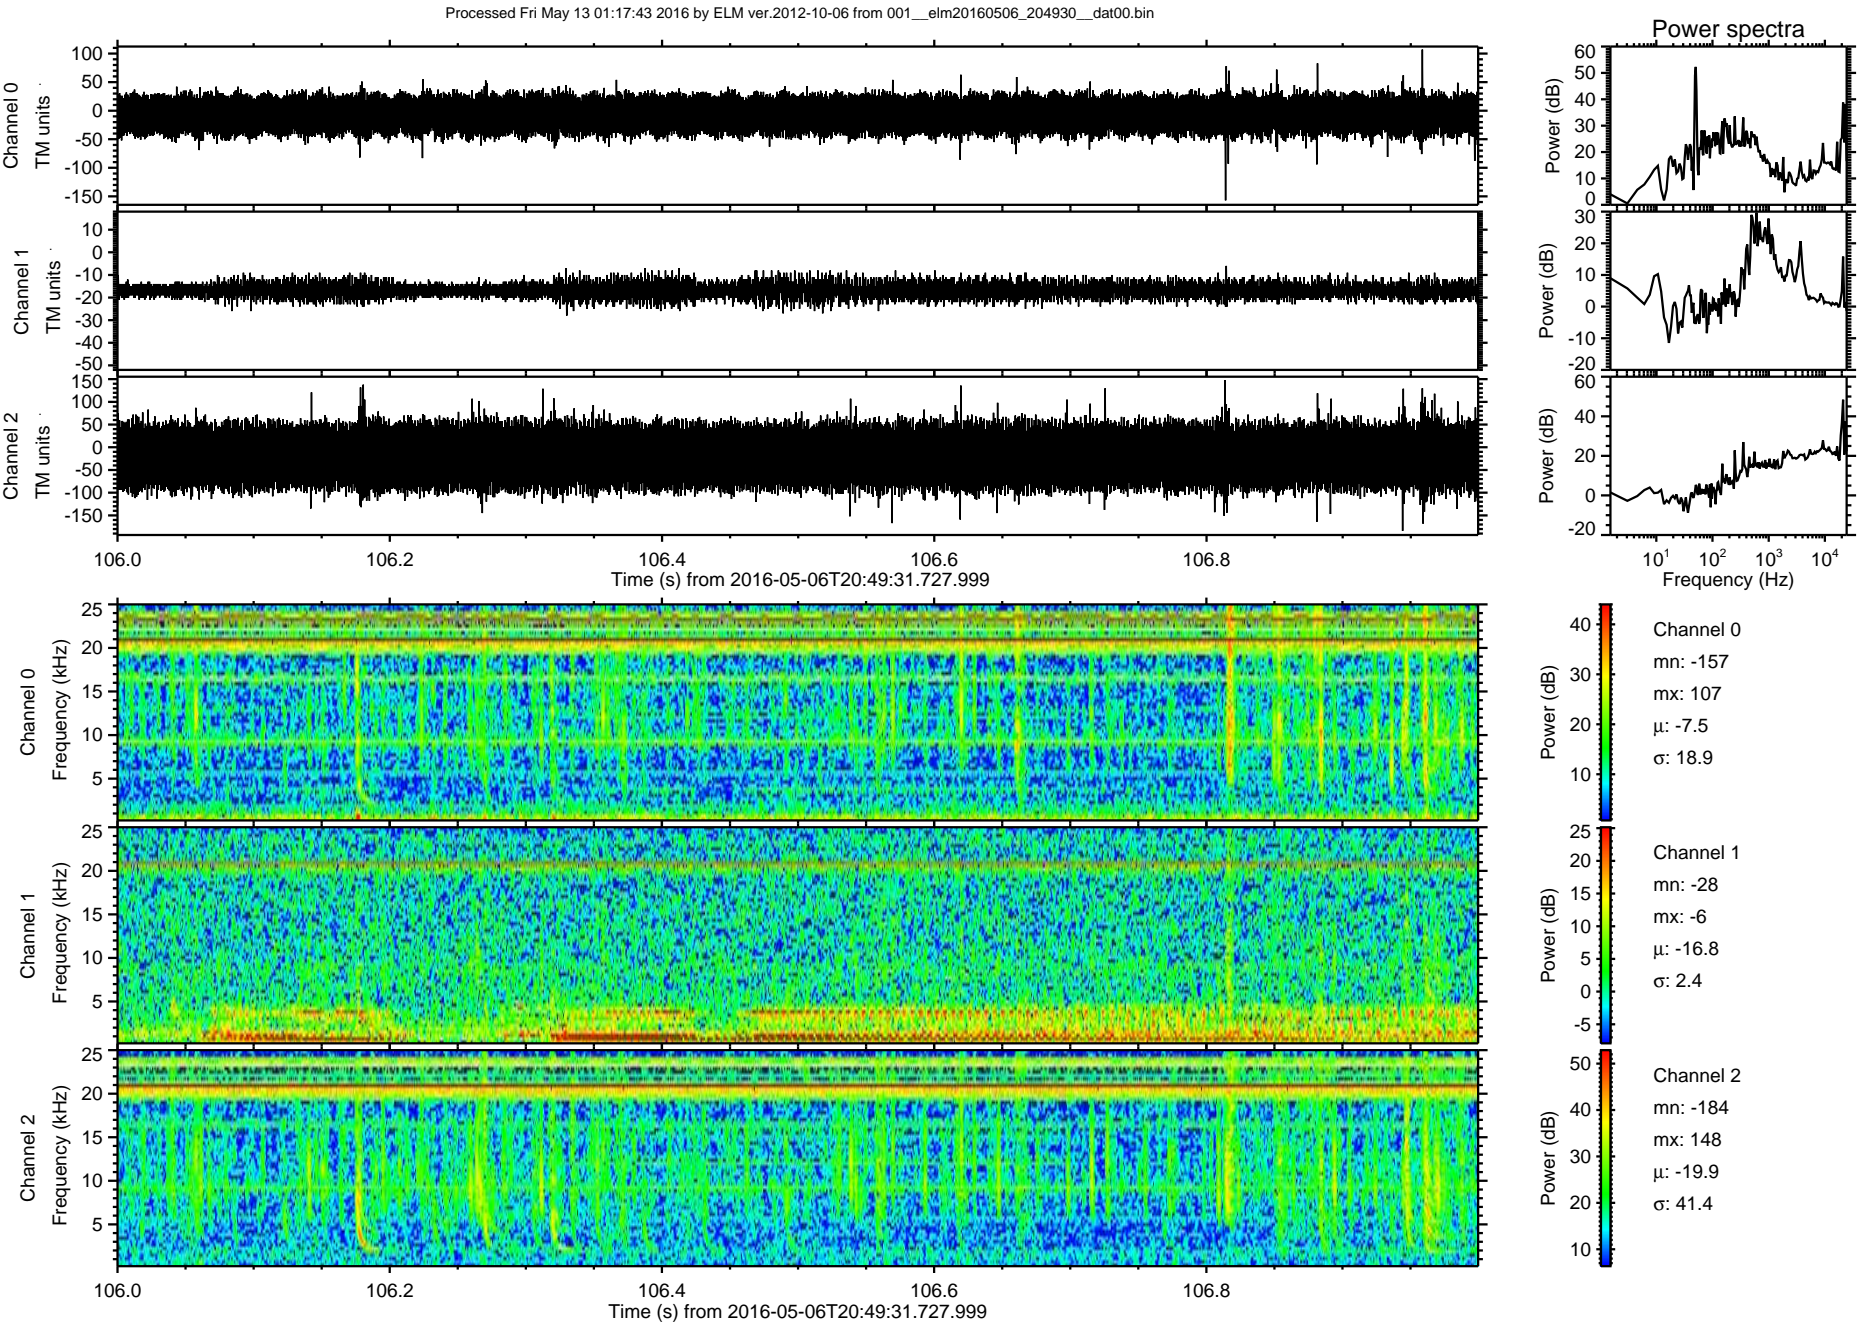 Processed Fri May 13 01:17:43 2016 by ELM ver.2012-10-06 from 001__elm20160506_204930__dat00.bin
Power spectra
Channel 0
TM units
100
50
0
-50
-100
-150
Power (dB)
60
50
40
30
20
10
0
Channel 1
TM units
10
0
-10
-20
-30
-40
-50
Power (dB)
30
20
10
0
-10
-20
Channel 2
TM units
150
100
50
0
-50
-100
-150
Power (dB)
60
40
20
0
-20
106.0 106.2 106.4 106.6 106.8
Time (s) from 2016-05-06T20:49:31.727.999
10^1 10^2 10^3 10^4
Frequency (Hz)
Channel 0
Frequency (kHz)
25
20
15
10
5
Power (dB)
40
30
20
10
Channel 0
mn: -157
mx: 107
μ: -7.5
σ: 18.9
Channel 1
Frequency (kHz)
25
20
15
10
5
Power (dB)
25
20
15
10
5
0
-5
Channel 1
mn: -28
mx: -6
μ: -16.8
σ: 2.4
Channel 2
Frequency (kHz)
25
20
15
10
5
Power (dB)
50
40
30
20
10
Channel 2
mn: -184
mx: 148
μ: -19.9
σ: 41.4
106.0 106.2 106.4 106.6 106.8
Time (s) from 2016-05-06T20:49:31.727.999